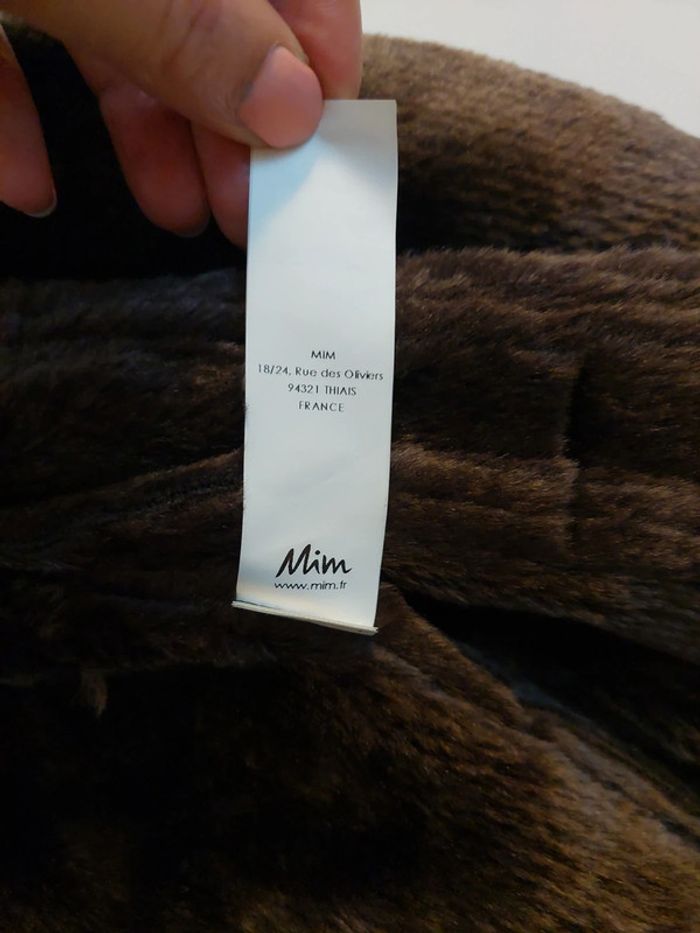 MIM
18/24, Rue des Oliviers
94321 THIAIS
FRANCE
Mim
www.mim.fr